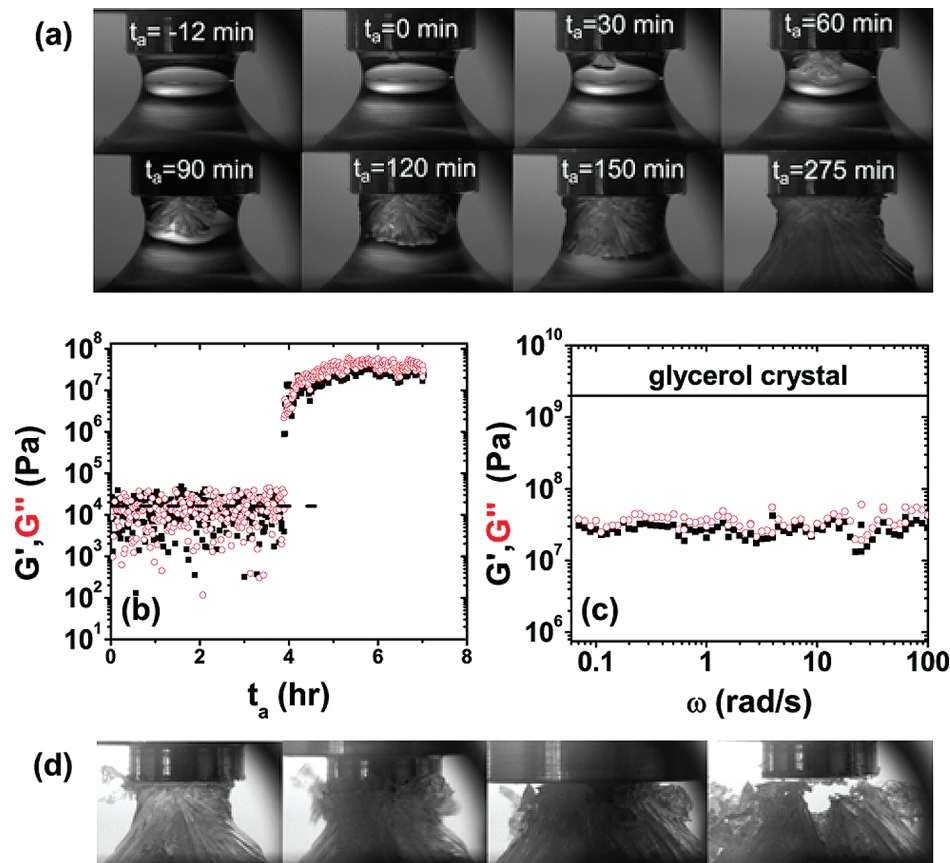 (a)
tₐ= -12 min
tₐ=0 min
tₐ=30 min
tₐ=60 min
tₐ=90 min
tₐ=120 min
tₐ=150 min
tₐ=275 min
G',G'' (Pa)
10⁸
10⁷
10⁶
10⁵
10⁴
10³
10²
10¹
(b)
0 2 4 6 8
tₐ (hr)
G',G'' (Pa)
10¹⁰
10⁹
10⁸
10⁷
10⁶
glycerol crystal
(c)
0.1 1 10 100
ω (rad/s)
(d)